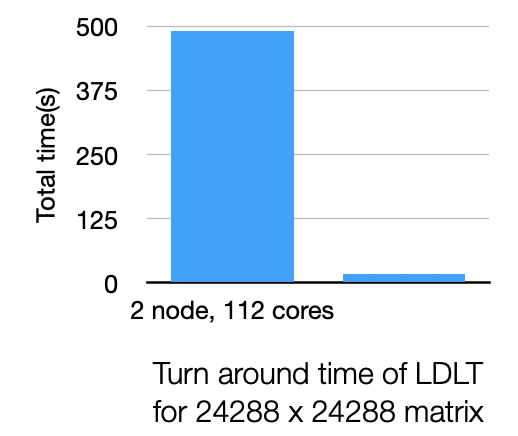 500
375
250
125
0
Total time(s)
2 node, 112 cores
Turn around time of LDLT
for 24288 x 24288 matrix